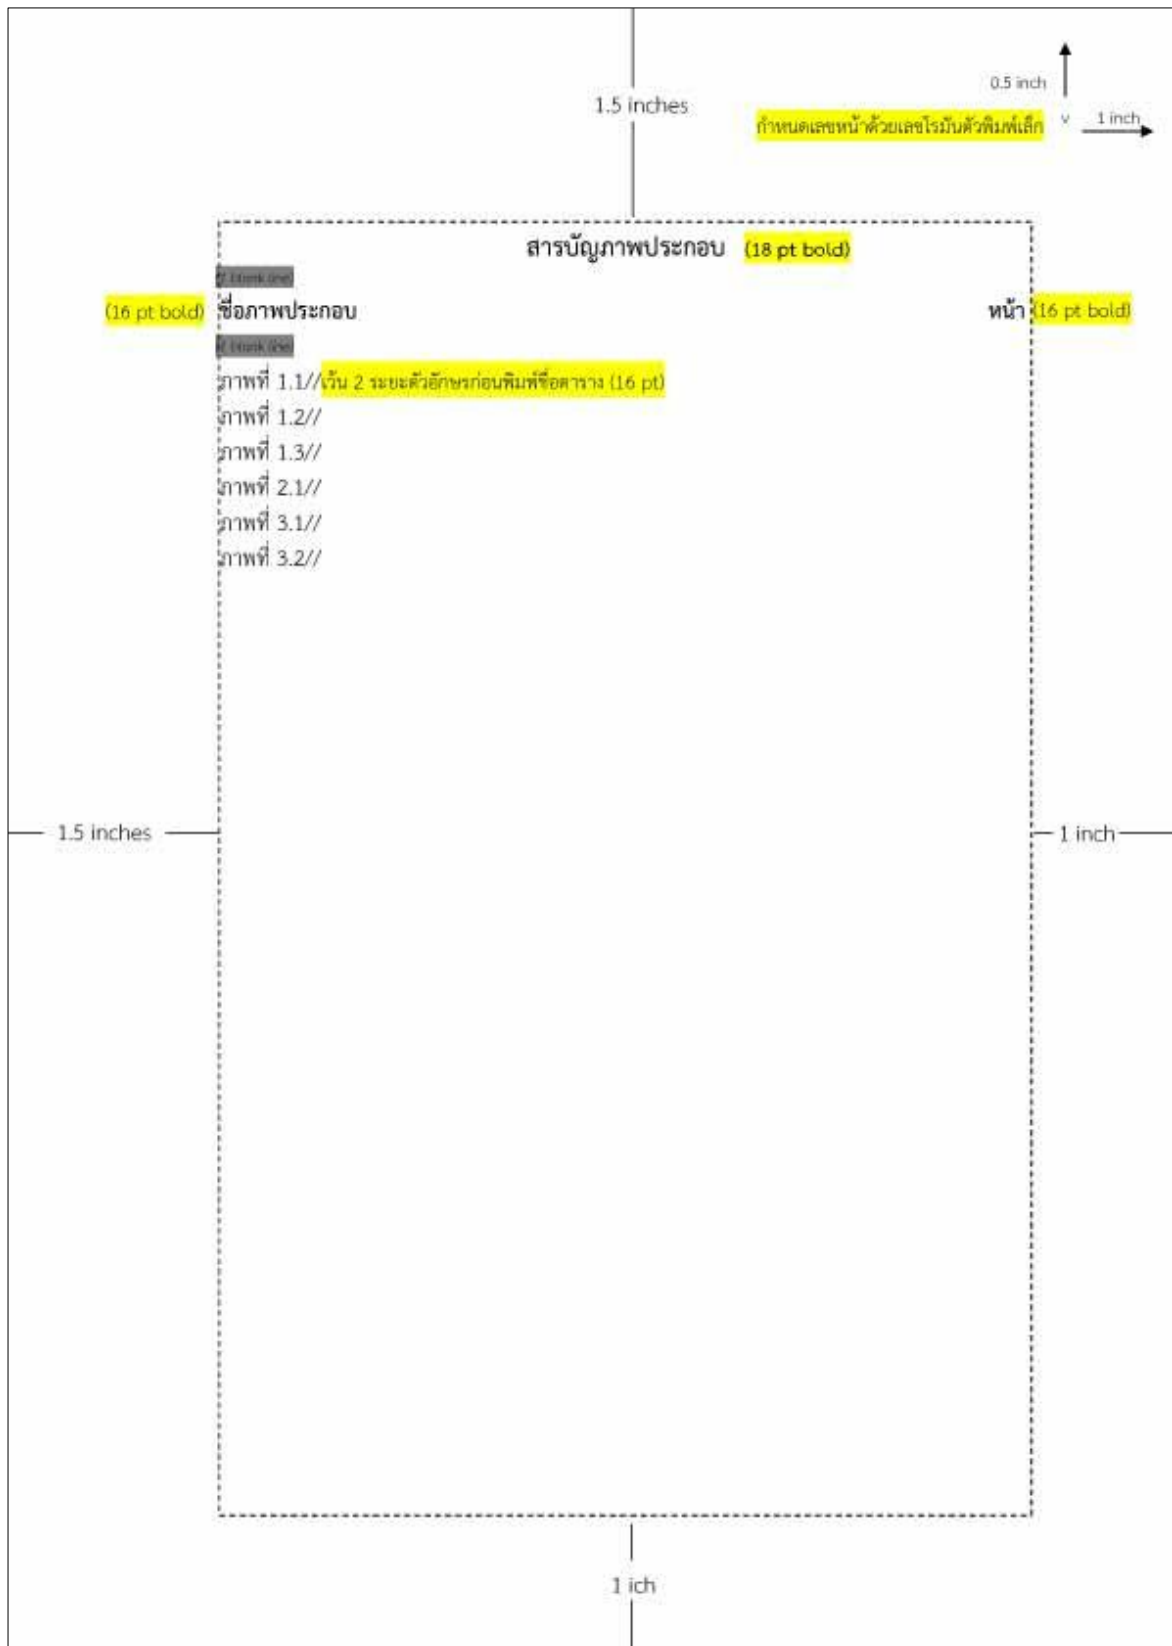 0.5 inch
1.5 inches
กำหนดเลขหน้าด้วยเลขโรมันตัวพิมพ์เล็ก v 1 inch
สารบัญภาพประกอบ (18 pt bold)
blank line)
(16 pt bold) ชื่อภาพประกอบ หน้า (16 pt bold)
blank line)
ภาพที่ 1.1//เว้น 2 ระยะตัวอักษรก่อนพิมพ์ชื่อตาราง (16 pt)
ภาพที่ 1.2//
ภาพที่ 1.3//
ภาพที่ 2.1//
ภาพที่ 3.1//
ภาพที่ 3.2//
1.5 inches 1 inch
1 ich